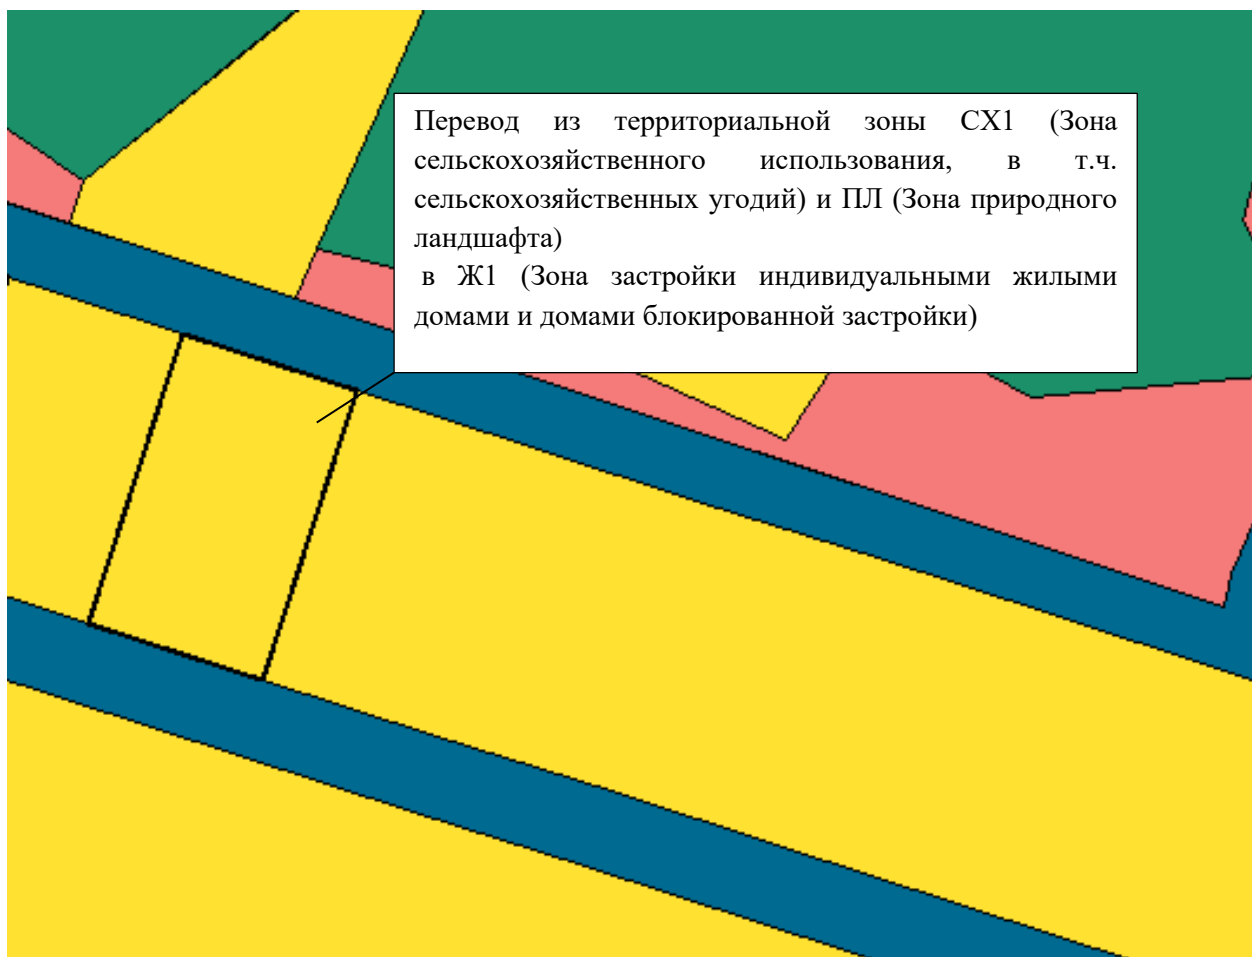 Перевод из территориальной зоны СХ1 (Зона
сельскохозяйственного использования, в т.ч.
сельскохозяйственных угодий) и ПЛ (Зона природного
ландшафта)
в Ж1 (Зона застройки индивидуальными жилыми
домами и домами блокированной застройки)